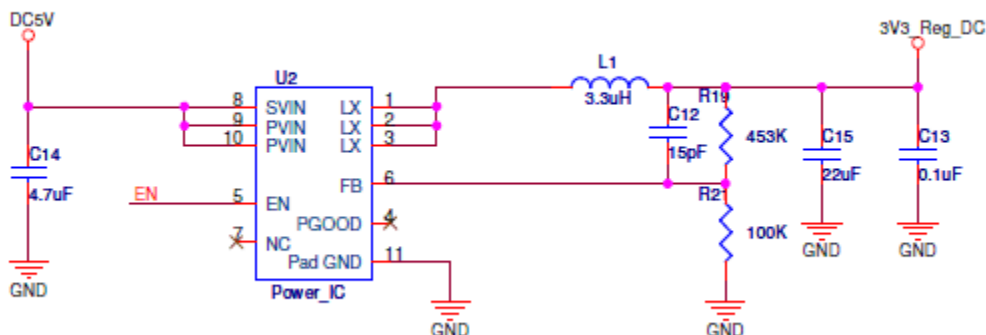 DC5V
3V3_Reg_DC
U2
L1
3.3uH
8 SVIN LX 1
9 PVIN LX 2
10 PVIN LX 3
C12
15pF
R19
453K
C15
22uF
C13
0.1uF
C14
4.7uF
FB 6
EN 5 EN
R21
PGOOD 4
100K
7 NC
Pad GND 11
Power_IC
GND
GND
GND
GND
GND